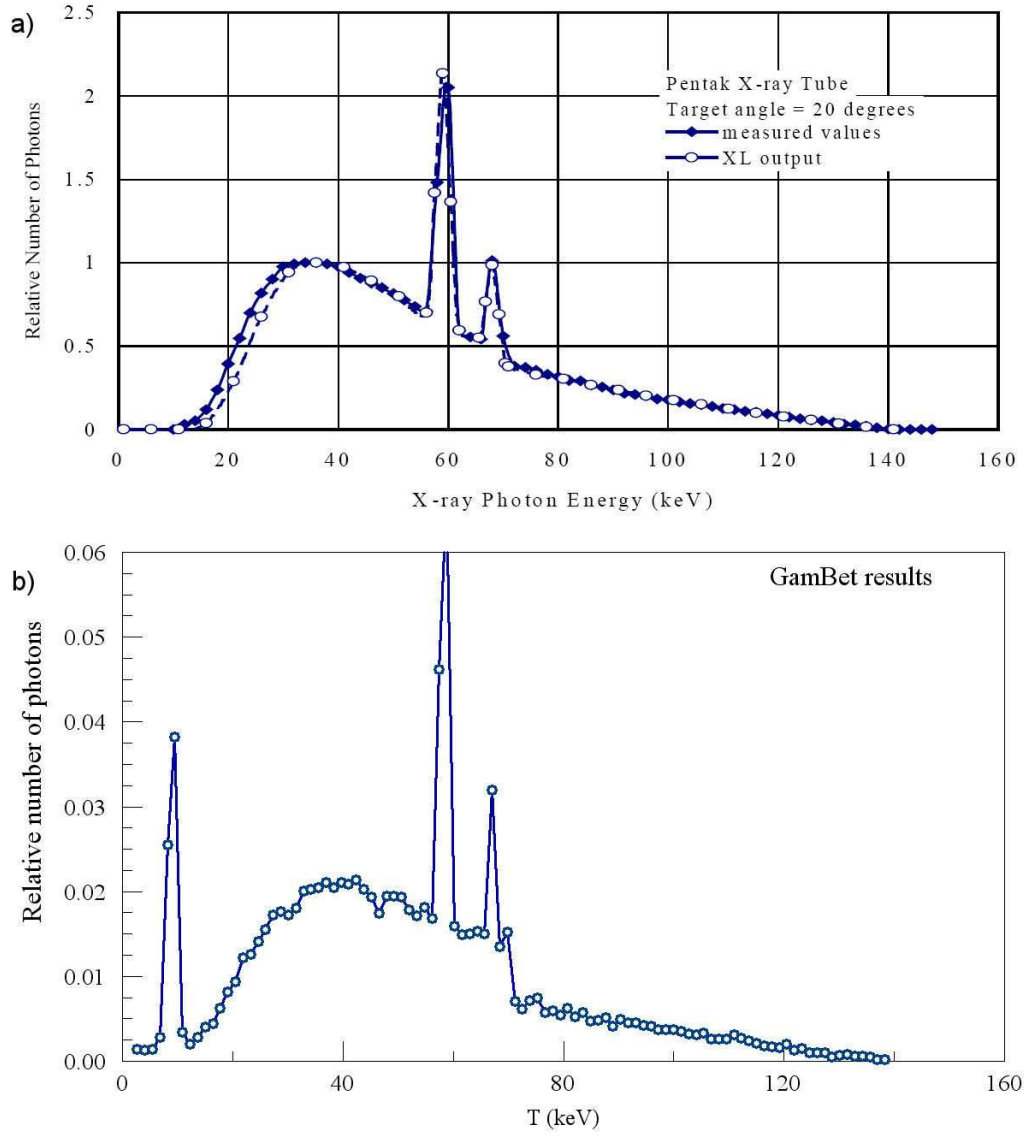 a)
2.5
2
1.5
1
0.5
0
Relative Number of Photons
Pentak X-ray Tube
Target angle = 20 degrees
measured values
XL output
0 20 40 60 80 100 120 140 160
X-ray Photon Energy (keV)
b)
GamBet results
0.06
0.05
0.04
0.03
0.02
0.01
0.00
Relative number of photons
0 40 80 120 160
T (keV)